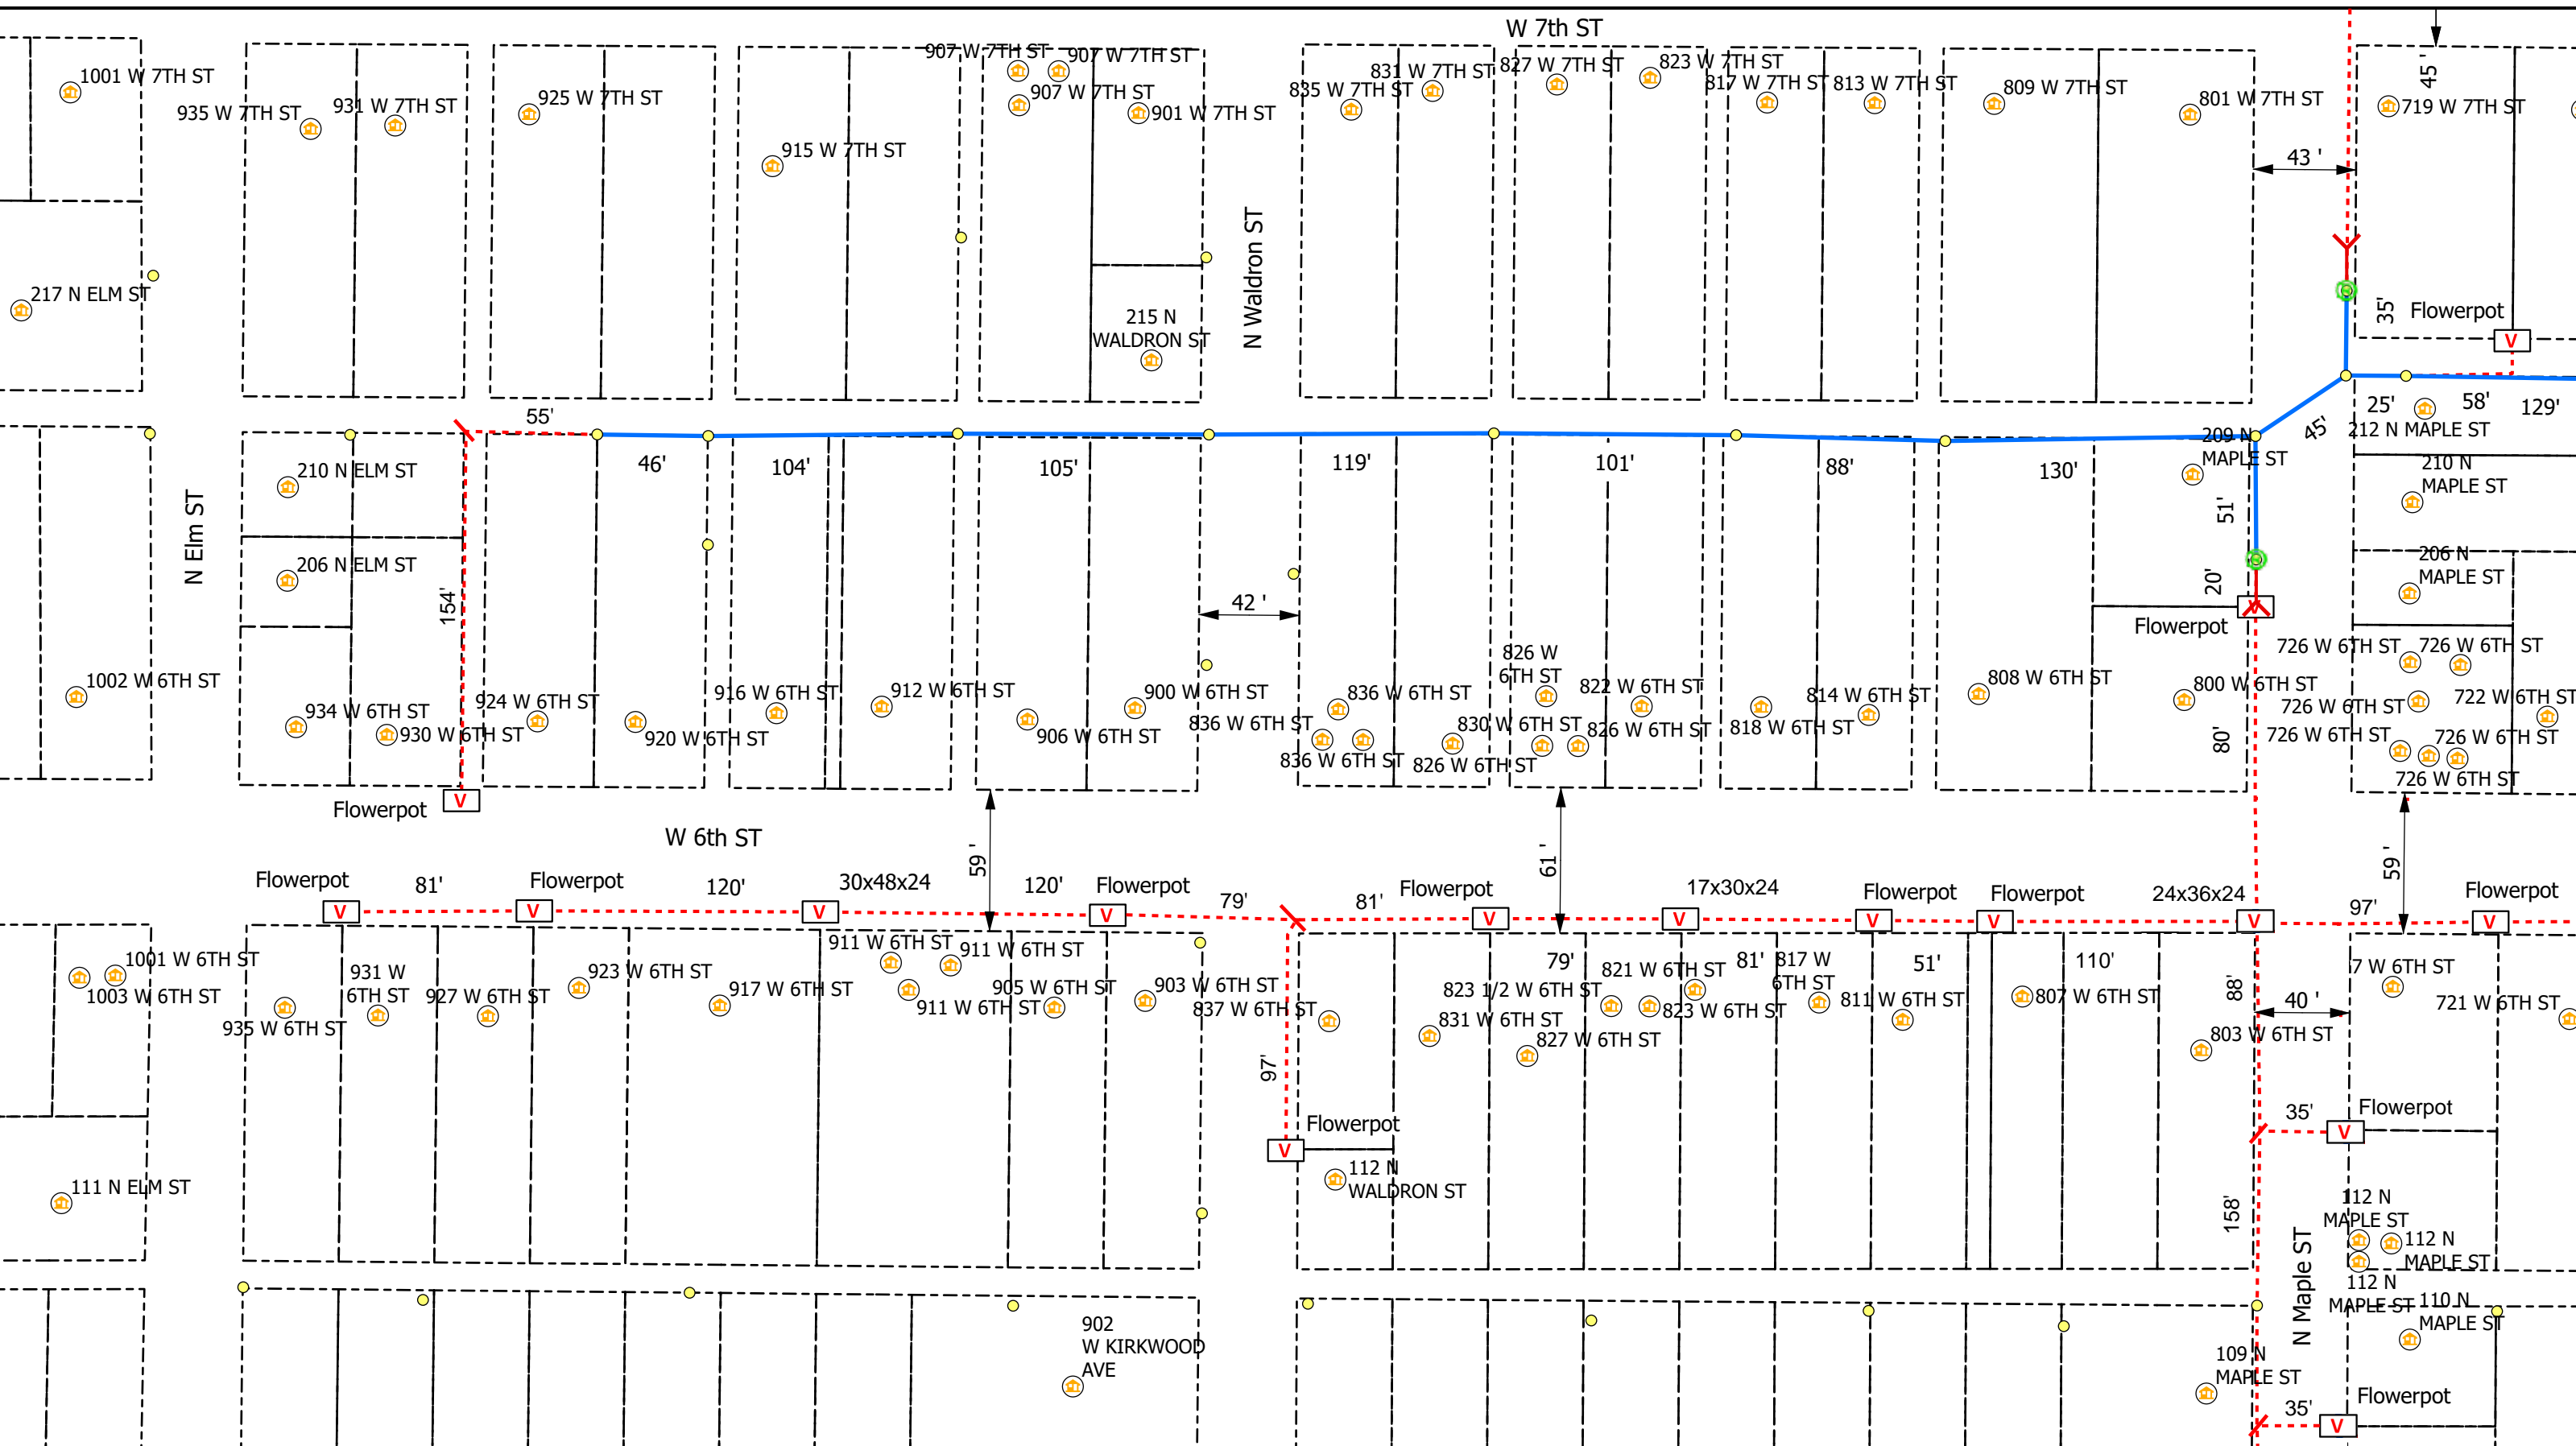 W 7th ST
1001 W 7TH ST
935 W 7TH ST
931 W 7TH ST
925 W 7TH ST
915 W 7TH ST
907 W 7TH ST
907 W 7TH ST
907 W 7TH ST
901 W 7TH ST
835 W 7TH ST
831 W 7TH ST
827 W 7TH ST
823 W 7TH ST
817 W 7TH ST
813 W 7TH ST
809 W 7TH ST
801 W 7TH ST
719 W 7TH ST
45 '
43 '
217 N ELM ST
215 N
WALDRON ST
N Waldron ST
35'
Flowerpot
V
55'
46'
104'
105'
119'
101'
88'
130'
45'
25'
58'
129'
212 N MAPLE ST
209 N
MAPLE ST
210 N
MAPLE ST
51'
20'
206 N
MAPLE ST
210 N ELM ST
206 N ELM ST
N Elm ST
154'
42 '
V
Flowerpot
1002 W 6TH ST
934 W 6TH ST
930 W 6TH ST
924 W 6TH ST
920 W 6TH ST
916 W 6TH ST
912 W 6TH ST
906 W 6TH ST
900 W 6TH ST
836 W 6TH ST
836 W 6TH ST
836 W 6TH ST
830 W 6TH ST
826 W
6TH ST
826 W 6TH ST
826 W 6TH ST
822 W 6TH ST
818 W 6TH ST
814 W 6TH ST
808 W 6TH ST
800 W 6TH ST
80'
726 W 6TH ST
726 W 6TH ST
726 W 6TH ST
722 W 6TH ST
726 W 6TH ST
726 W 6TH ST
726 W 6TH ST
V
Flowerpot
W 6th ST
59 '
61 '
59 '
Flowerpot
V
81'
Flowerpot
V
120'
30x48x24
V
120'
Flowerpot
V
79'
81'
Flowerpot
V
17x30x24
V
Flowerpot
V
Flowerpot
V
24x36x24
V
97'
Flowerpot
V
79'
81'
51'
110'
88'
40 '
1001 W 6TH ST
1003 W 6TH ST
935 W 6TH ST
931 W
6TH ST
927 W 6TH ST
923 W 6TH ST
917 W 6TH ST
911 W 6TH ST
911 W 6TH ST
911 W 6TH ST
905 W 6TH ST
903 W 6TH ST
837 W 6TH ST
831 W 6TH ST
827 W 6TH ST
823 1/2 W 6TH ST
821 W 6TH ST
823 W 6TH ST
817 W
6TH ST
811 W 6TH ST
807 W 6TH ST
803 W 6TH ST
7 W 6TH ST
721 W 6TH ST
97'
Flowerpot
V
112 N
WALDRON ST
35'
Flowerpot
V
158'
111 N ELM ST
N Maple ST
112 N
MAPLE ST
112 N
MAPLE ST
112 N
MAPLE ST
110 N
MAPLE ST
902
W KIRKWOOD
AVE
109 N
MAPLE ST
35'
Flowerpot
V